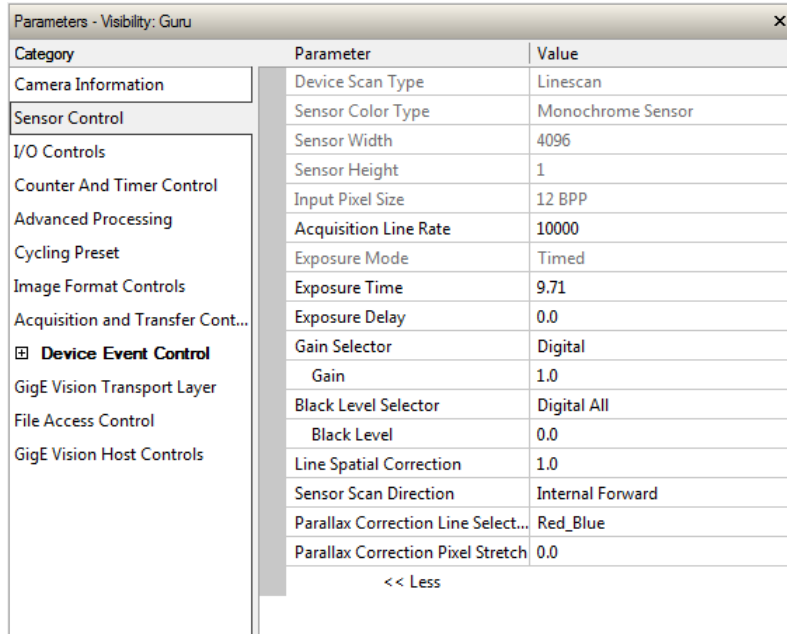 Parameters - Visibility: Guru
Category Parameter Value
Camera Information
Sensor Control
I/O Controls
Counter And Timer Control
Advanced Processing
Cycling Preset
Image Format Controls
Acquisition and Transfer Cont...
Device Event Control
GigE Vision Transport Layer
File Access Control
GigE Vision Host Controls
Device Scan Type Linescan
Sensor Color Type Monochrome Sensor
Sensor Width 4096
Sensor Height 1
Input Pixel Size 12 BPP
Acquisition Line Rate 10000
Exposure Mode Timed
Exposure Time 9.71
Exposure Delay 0.0
Gain Selector Digital
Gain 1.0
Black Level Selector Digital All
Black Level 0.0
Line Spatial Correction 1.0
Sensor Scan Direction Internal Forward
Parallax Correction Line Select... Red_Blue
Parallax Correction Pixel Stretch 0.0
<< Less